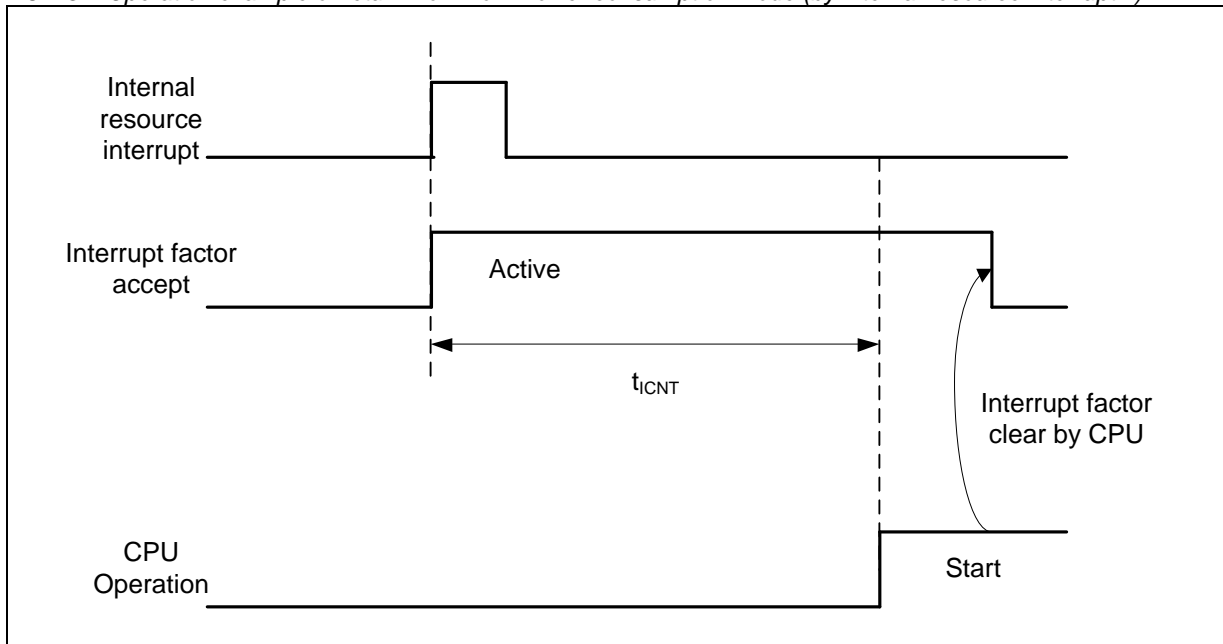 Internal
resource
interrupt
Interrupt factor
accept
Active
tICNT
Interrupt factor
clear by CPU
CPU
Operation
Start